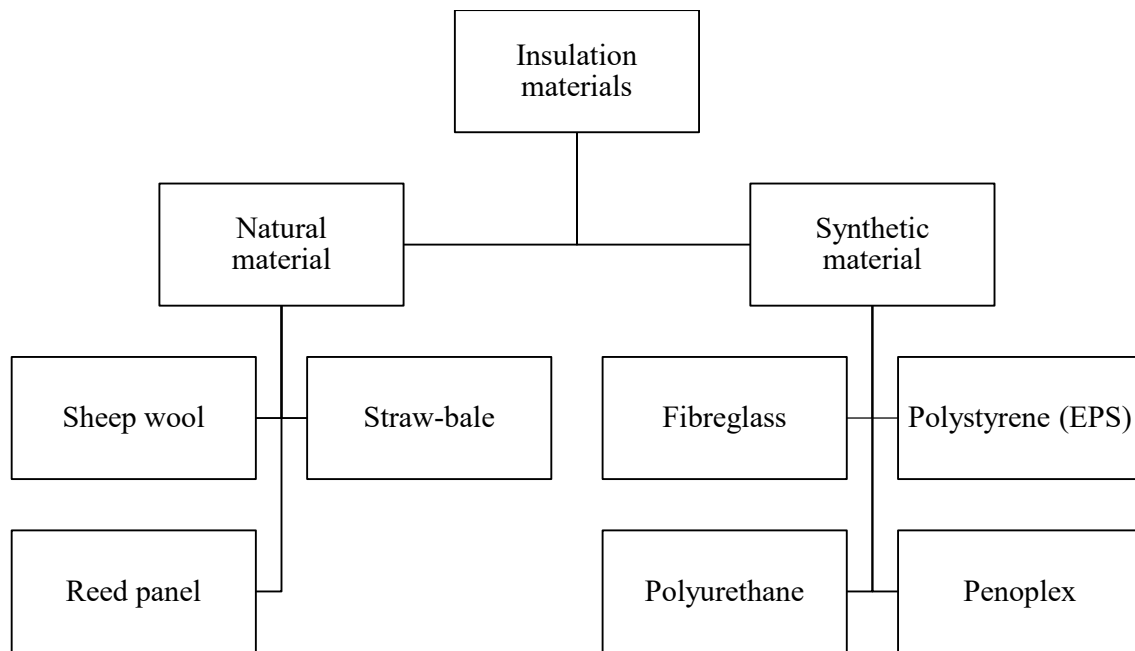 Insulation
materials
Natural
material
Synthetic
material
Sheep wool
Straw-bale
Fibreglass
Polystyrene (EPS)
Reed panel
Polyurethane
Penoplex